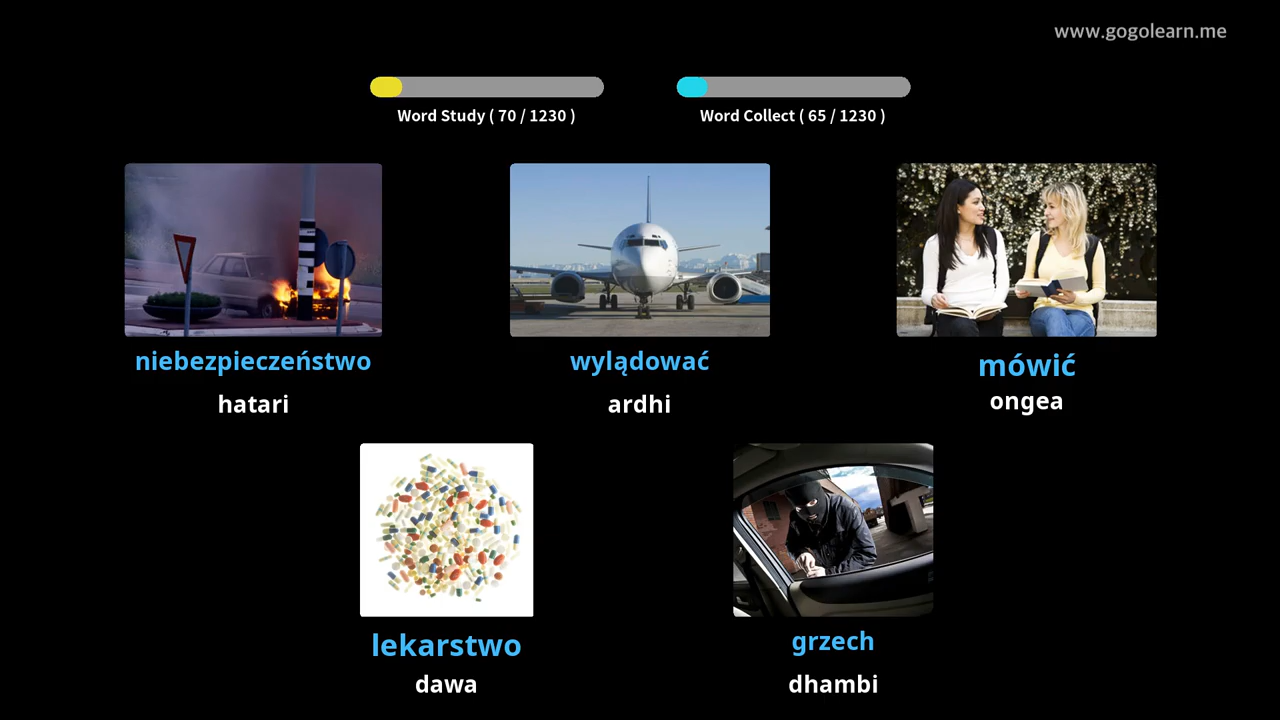 www.gogolearn.me
Word Study ( 70 / 1230 )
Word Collect ( 65 / 1230 )
niebezpieczeństwo
hatari
wylądować
ardhi
mówić
ongea
lekarstwo
dawa
grzech
dhambi